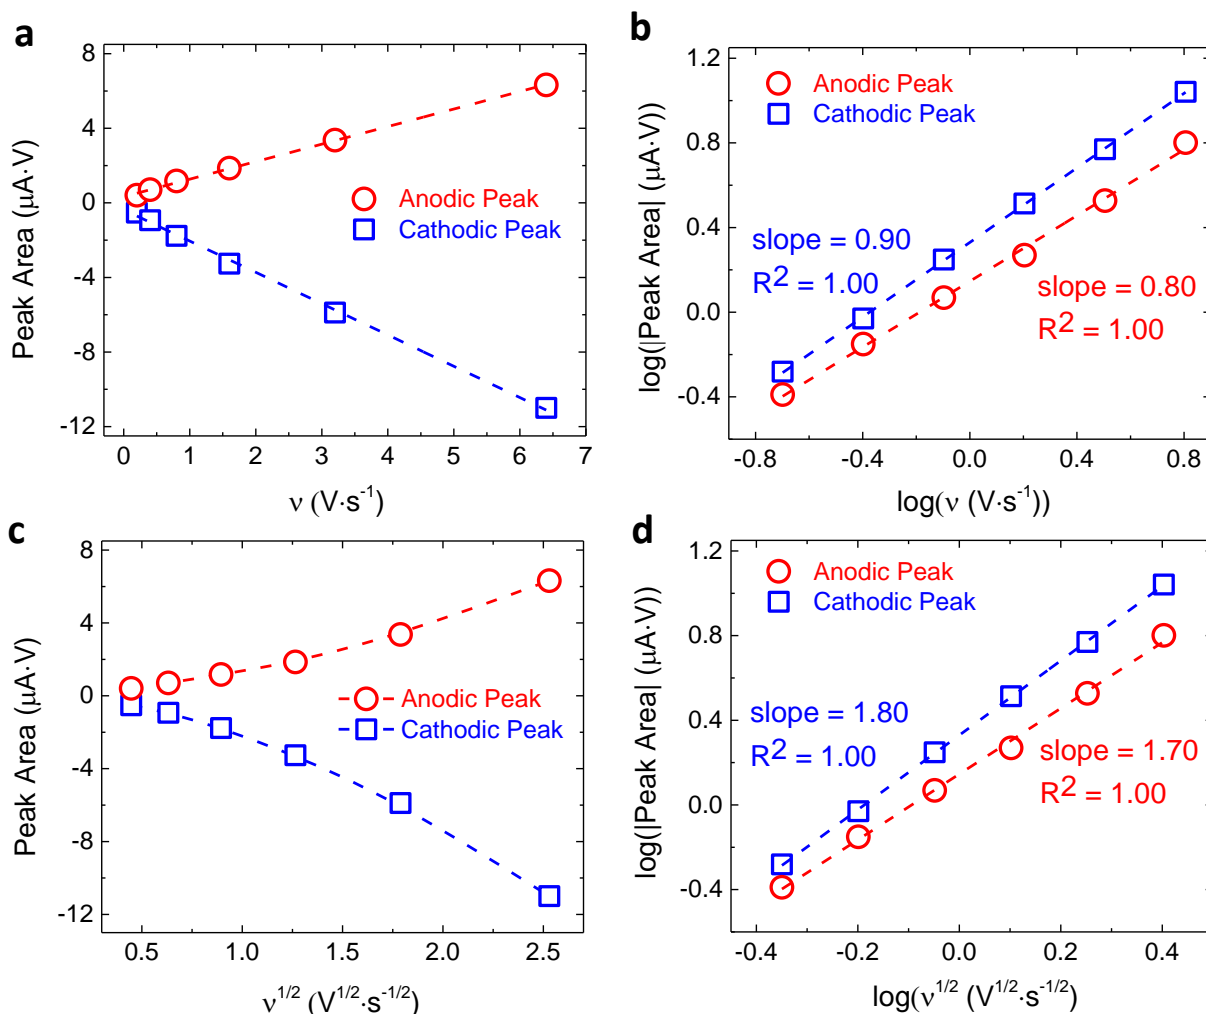 a
8
4
0
-4
-8
-12
Peak Area (μA·V)
Anodic Peak
Cathodic Peak
0 1 2 3 4 5 6 7
ν (V·s⁻¹)
b
1.2
0.8
0.4
0.0
-0.4
log(|Peak Area| (μA·V))
Anodic Peak
Cathodic Peak
slope = 0.90
R² = 1.00
slope = 0.80
R² = 1.00
-0.8 -0.4 0.0 0.4 0.8
log(ν (V·s⁻¹))
c
8
4
0
-4
-8
-12
Peak Area (μA·V)
Anodic Peak
Cathodic Peak
0.5 1.0 1.5 2.0 2.5
ν^1/2 (V^1/2·s^-1/2)
d
1.2
0.8
0.4
0.0
-0.4
log(|Peak Area| (μA·V))
Anodic Peak
Cathodic Peak
slope = 1.80
R² = 1.00
slope = 1.70
R² = 1.00
-0.4 -0.2 0.0 0.2 0.4
log(ν^1/2 (V^1/2·s^-1/2)